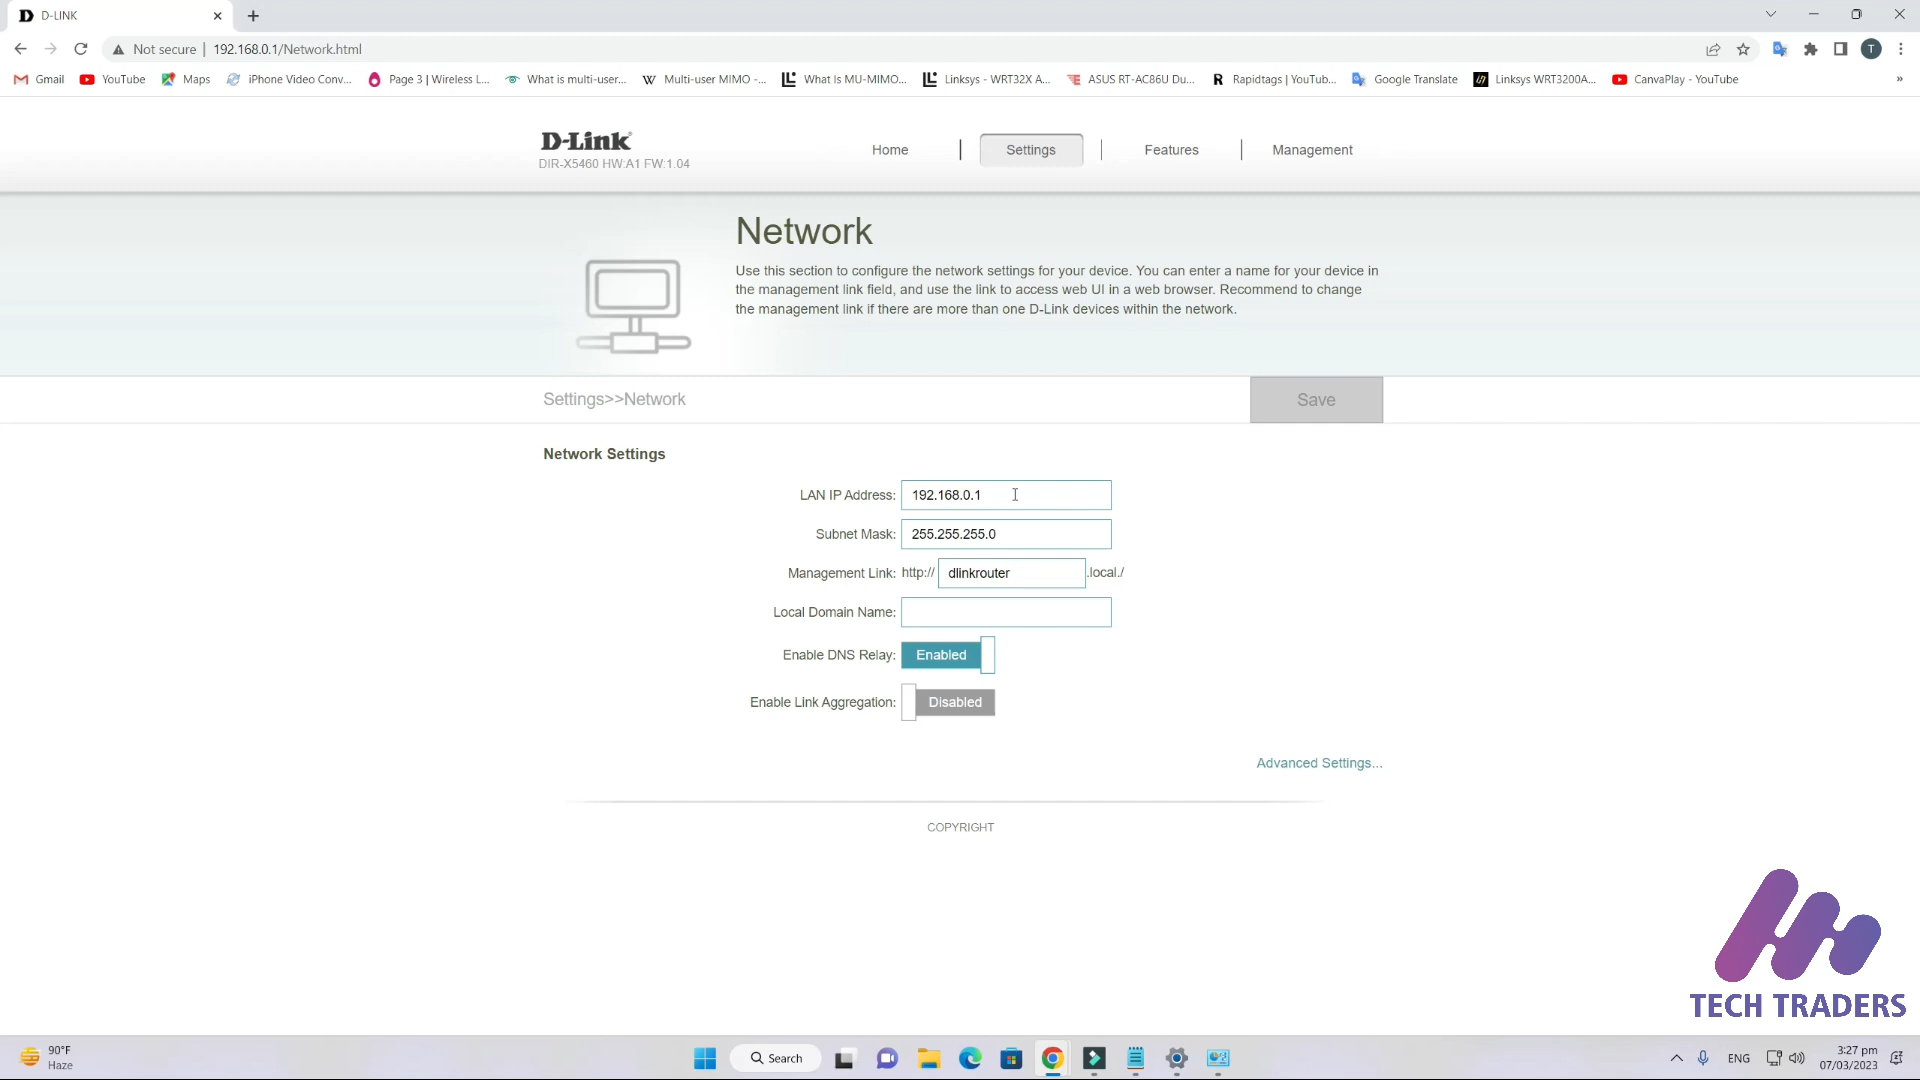 D-LINK
Not secure
192.168.0.1/Network.html
T
Gmail
YouTube
Maps
iPhone Video Conv...
Page 3 | Wireless L...
What is multi-user...
Multi-user MIMO -...
What Is MU-MIMO...
Linksys - WRT32X A...
ASUS RT-AC86U Du...
Rapidtags | YouTub...
Google Translate
Linksys WRT3200A...
CanvaPlay - YouTube
»
D-Link
DIR-X5460 HW:A1 FW:1.04
Home
Settings
Features
Management
Network
Use this section to configure the network settings for your device. You can enter a name for your device in
the management link field, and use the link to access web UI in a web browser. Recommend to change
the management link if there are more than one D-Link devices within the network.
Settings>>Network
Save
Network Settings
LAN IP Address: 192.168.0.1
Subnet Mask: 255.255.255.0
Management Link: http:// dlinkrouter .local./
Local Domain Name:
Enable DNS Relay: Enabled
Enable Link Aggregation: Disabled
Advanced Settings...
COPYRIGHT
TECH TRADERS
90°F
Haze
Search
ENG
3:27 pm
07/03/2023